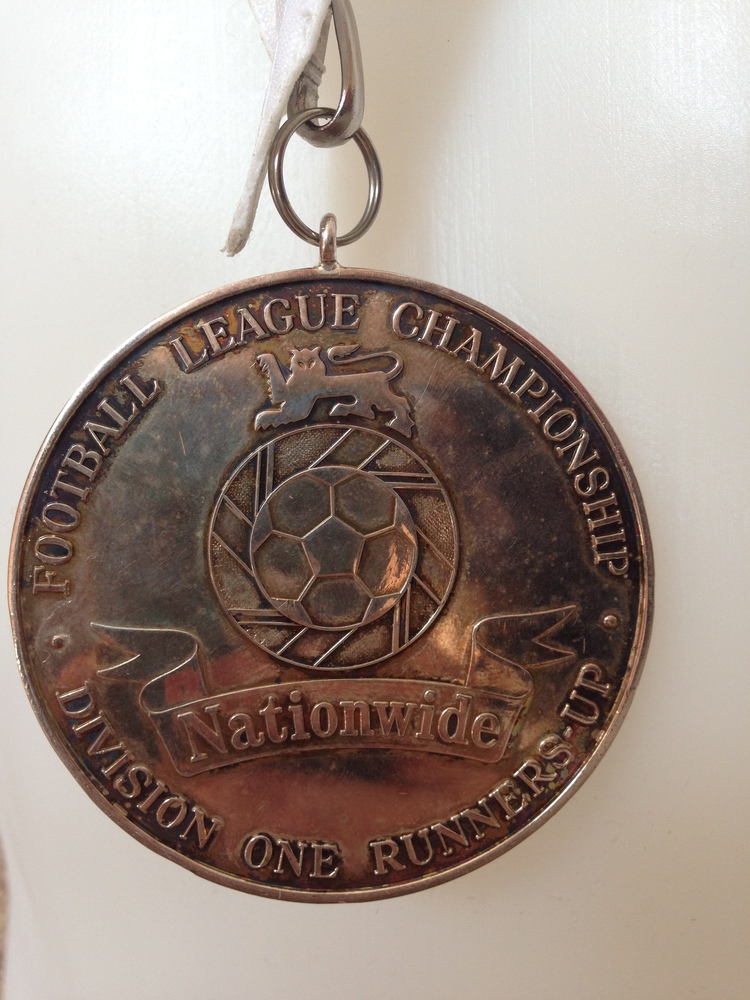 FOOTBALL LEAGUE CHAMPIONSHIP
Nationwide
DIVISION ONE RUNNERS-UP